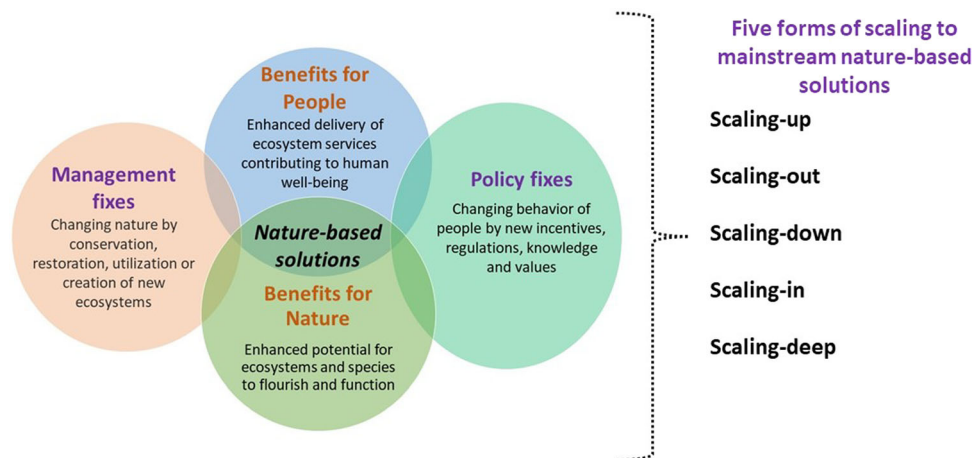 Benefits for
People
Enhanced delivery of
ecosystem services
contributing to human
well-being
Management
fixes
Changing nature by
conservation,
restoration, utilization or
creation of new
ecosystems
Nature-based
solutions
Benefits for
Nature
Enhanced potential for
ecosystems and species
to flourish and function
Policy fixes
Changing behavior of
people by new incentives,
regulations, knowledge
and values
Five forms of scaling to
mainstream nature-based
solutions
Scaling-up
Scaling-out
Scaling-down
Scaling-in
Scaling-deep